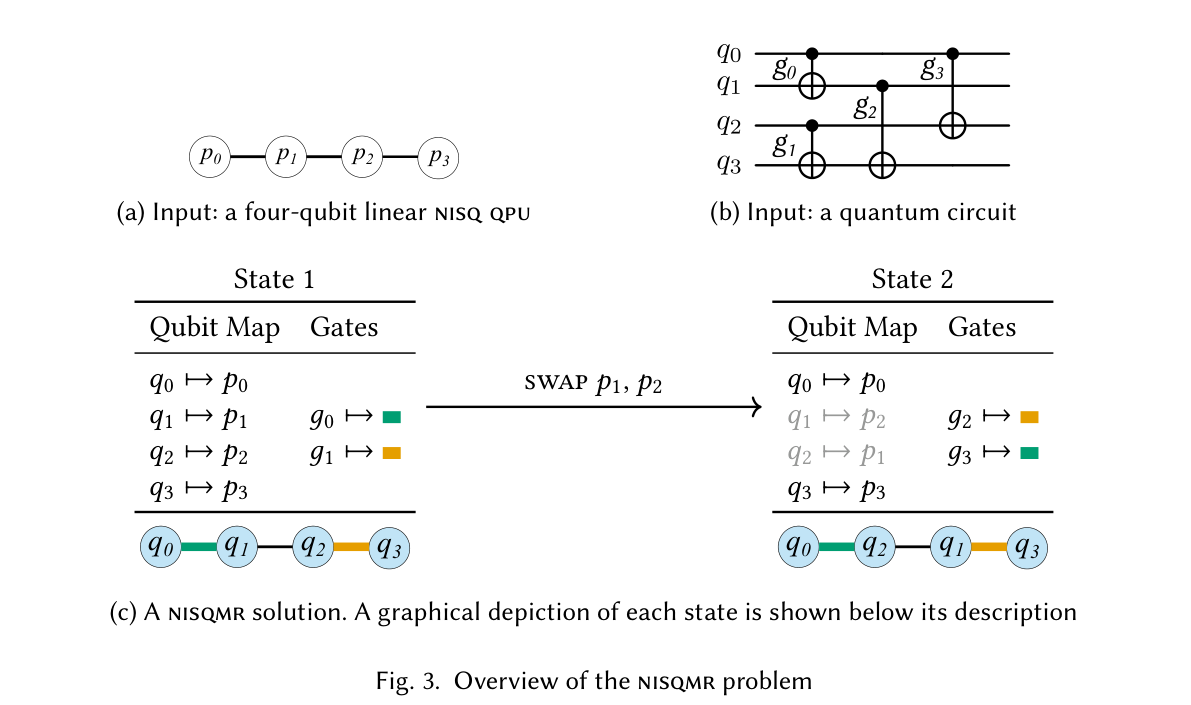 q0
g0 g3
q1
g2
q2
g1
q3
p0 p1 p2 p3
(a) Input: a four-qubit linear NISQ QPU
(b) Input: a quantum circuit
State 1
Qubit Map Gates
q0 ↦ p0
q1 ↦ p1 g0 ↦
q2 ↦ p2 g1 ↦
q3 ↦ p3
q0 q1 q2 q3
SWAP p1, p2
State 2
Qubit Map Gates
q0 ↦ p0
q1 ↦ p2 g2 ↦
q2 ↦ p1 g3 ↦
q3 ↦ p3
q0 q2 q1 q3
(c) A NISQMR solution. A graphical depiction of each state is shown below its description
Fig. 3. Overview of the NISQMR problem